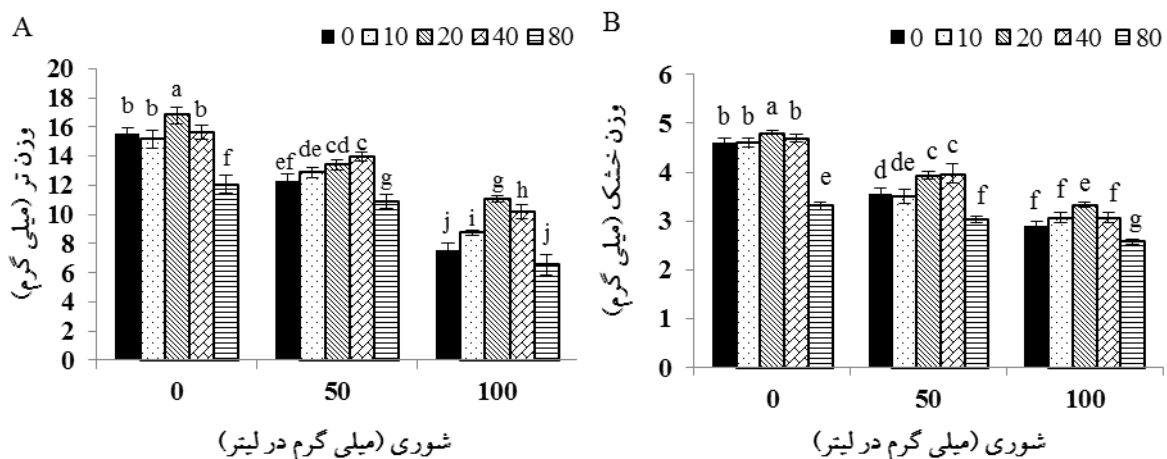 A
0 10 20 40 80
وزن تر (میلی گرم)
20
18
16
14
12
10
8
6
4
2
0
b b a b f
ef de cd c g
j i g h j
0 50 100
شوری (میلی گرم در لیتر)
B
0 10 20 40 80
وزن خشک (میلی گرم)
6
5
4
3
2
1
0
b b a b e
d de c c f
f f e f g
0 50 100
شوری (میلی گرم در لیتر)